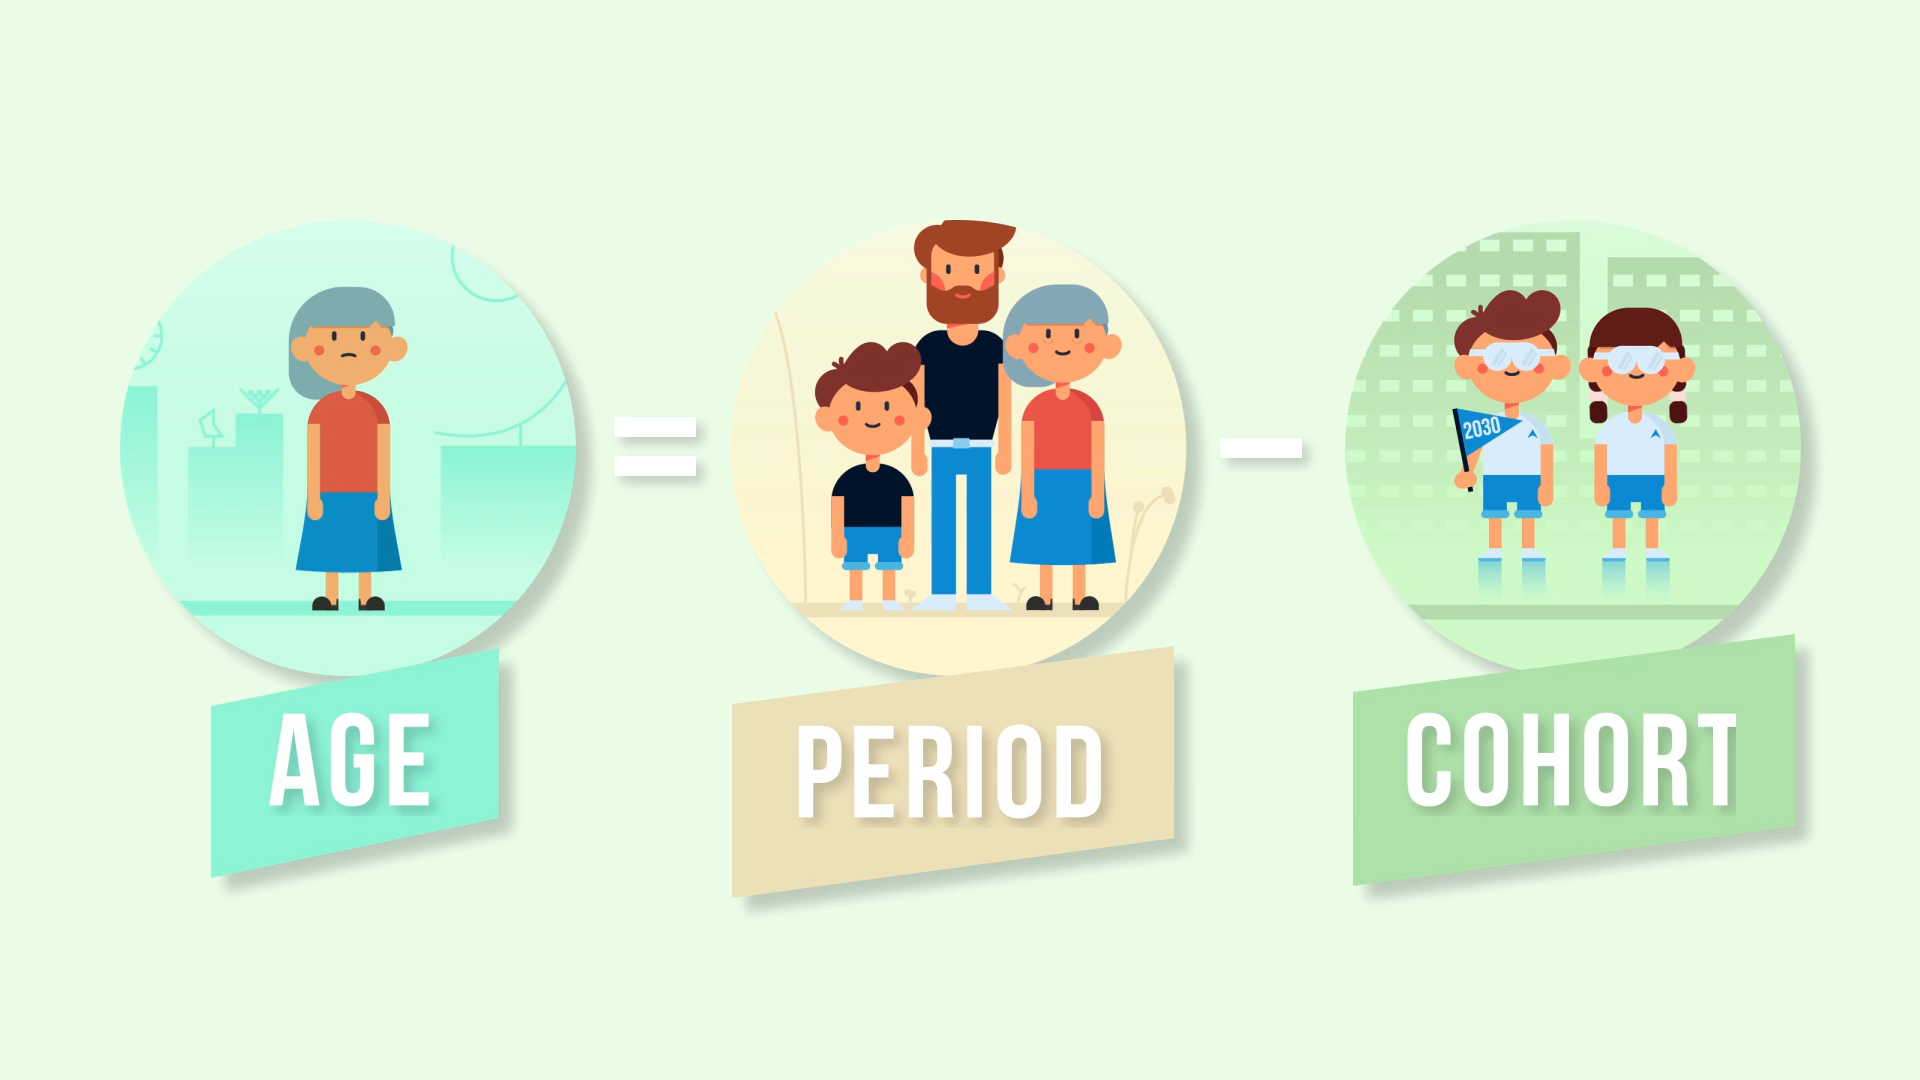 2030
AGE
=
PERIOD
-
COHORT